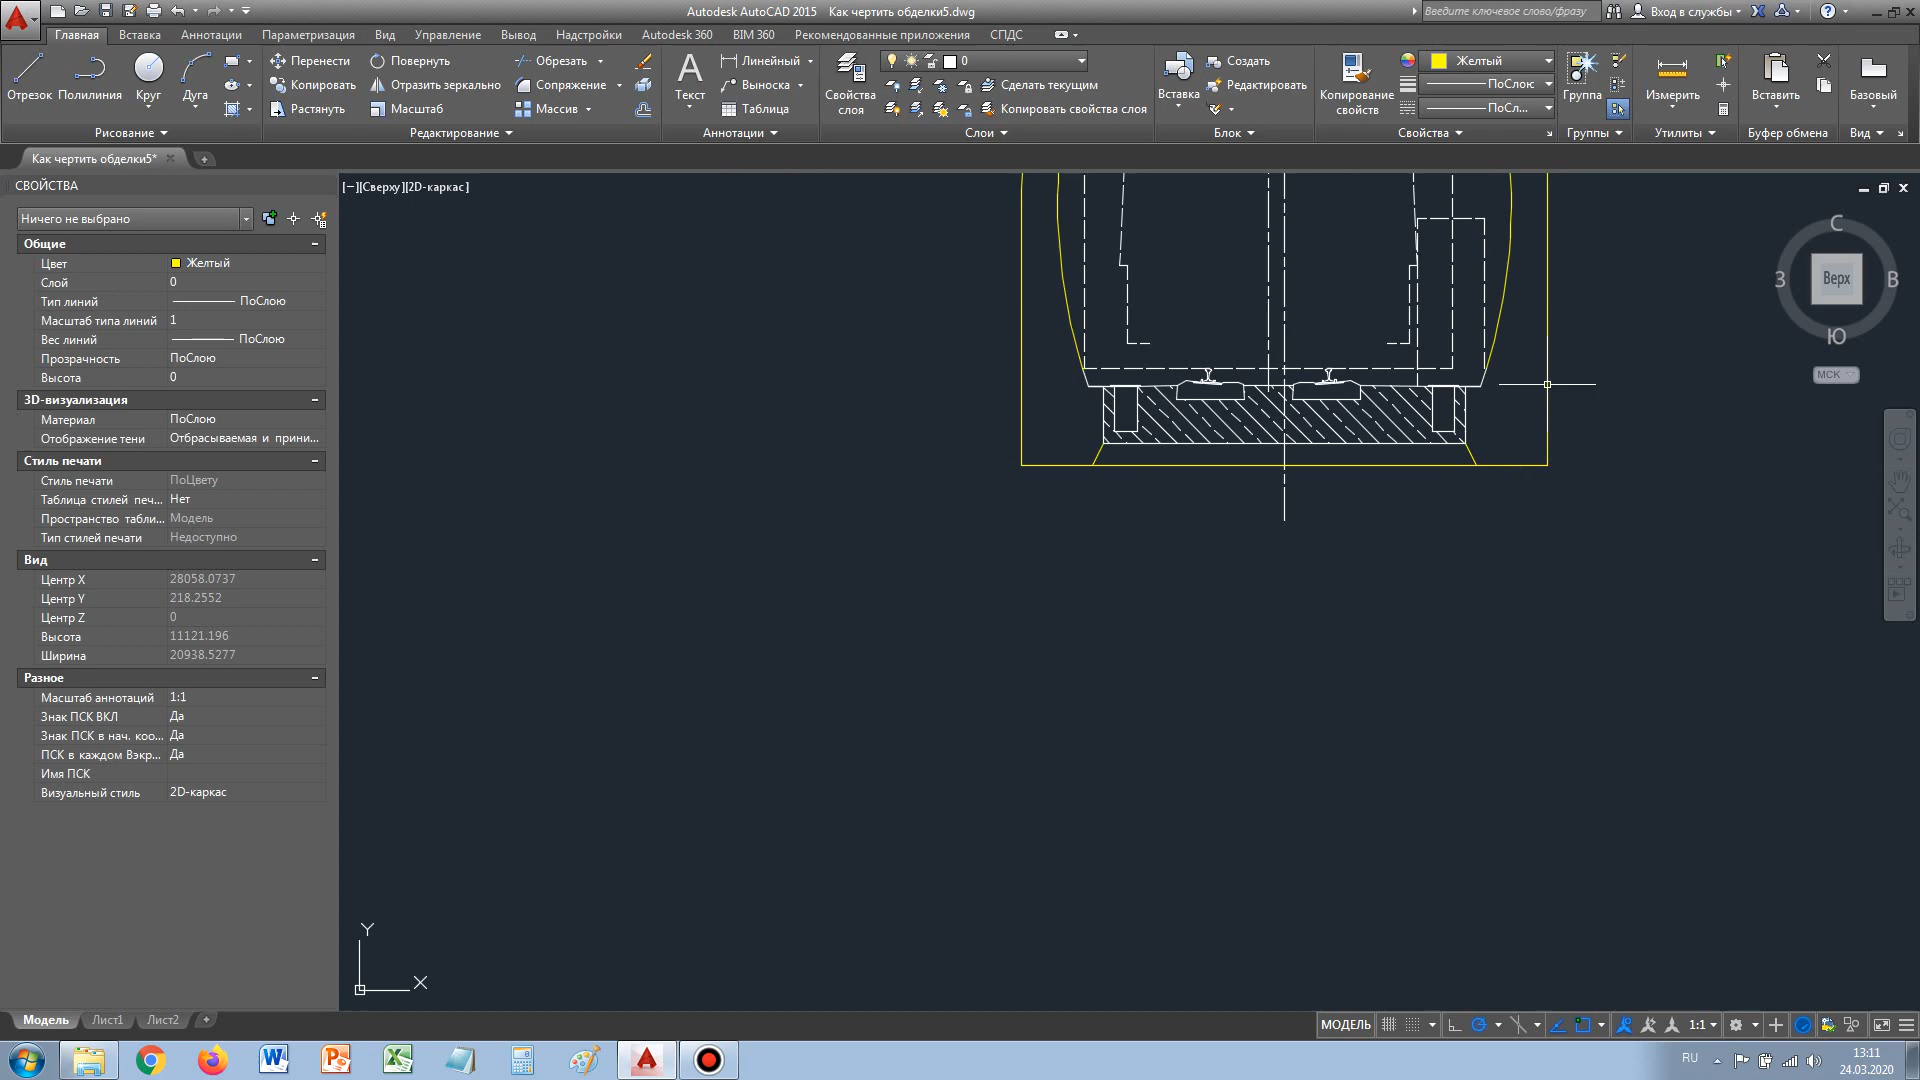 Autodesk AutoCAD 2015 Как чертить обделки5.dwg
Введите ключевое слово/фразу
Вход в службы
Главная Вставка Аннотации Параметризация Вид Управление Вывод Надстройки Autodesk 360 BIM 360 Рекомендованные приложения СПДС
Отрезок Полилиния Круг Дуга
Перенести Повернуть Обрезать
Копировать Отразить зеркально Сопряжение
Растянуть Масштаб Массив
Текст
Линейный
Выноска
Таблица
Свойства слоя
0
Сделать текущим
Копировать свойства слоя
Вставка
Создать
Редактировать
Копирование свойств
Желтый
ПоСлою
ПоСл...
Группа
Измерить
Вставить
Базовый
Рисование Редактирование Аннотации Слои Блок Свойства Группы Утилиты Буфер обмена Вид
Как чертить обделки5*
СВОЙСТВА
[−][Сверху][2D-каркас]
Ничего не выбрано
Общие
Цвет Желтый
Слой 0
Тип линий ПоСлою
Масштаб типа линий 1
Вес линий ПоСлою
Прозрачность ПоСлою
Высота 0
3D-визуализация
Материал ПоСлою
Отображение тени Отбрасываемая и прини...
Стиль печати
Стиль печати ПоЦвету
Таблица стилей печ... Нет
Пространство табли... Модель
Тип стилей печати Недоступно
Вид
Центр X 28058.0737
Центр Y 218.2552
Центр Z 0
Высота 11121.196
Ширина 20938.5277
Разное
Масштаб аннотаций 1:1
Знак ПСК ВКЛ Да
Знак ПСК в нач. коо... Да
ПСК в каждом Вэкр... Да
Имя ПСК
Визуальный стиль 2D-каркас
С
З Верх В
Ю
МСК
Y
X
Модель Лист1 Лист2
МОДЕЛЬ 1:1
RU
13:11
24.03.2020